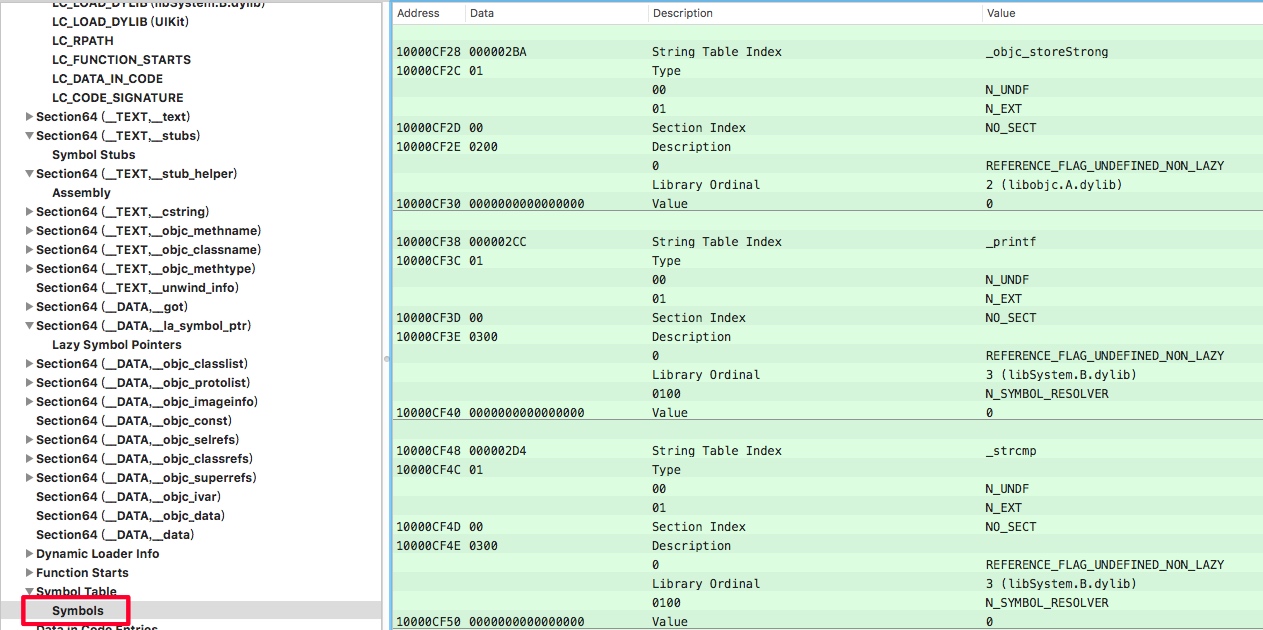 LC_LOAD_DYLIB (libSystem.B.dylib)
LC_LOAD_DYLIB (UIKit)
LC_RPATH
LC_FUNCTION_STARTS
LC_DATA_IN_CODE
LC_CODE_SIGNATURE
Section64 (__TEXT,__text)
Section64 (__TEXT,__stubs)
Symbol Stubs
Section64 (__TEXT,__stub_helper)
Assembly
Section64 (__TEXT,__cstring)
Section64 (__TEXT,__objc_methname)
Section64 (__TEXT,__objc_classname)
Section64 (__TEXT,__objc_methtype)
Section64 (__TEXT,__unwind_info)
Section64 (__DATA,__got)
Section64 (__DATA,__la_symbol_ptr)
Lazy Symbol Pointers
Section64 (__DATA,__objc_classlist)
Section64 (__DATA,__objc_protolist)
Section64 (__DATA,__objc_imageinfo)
Section64 (__DATA,__objc_const)
Section64 (__DATA,__objc_selrefs)
Section64 (__DATA,__objc_classrefs)
Section64 (__DATA,__objc_superrefs)
Section64 (__DATA,__objc_ivar)
Section64 (__DATA,__objc_data)
Section64 (__DATA,__data)
Dynamic Loader Info
Function Starts
Symbol Table
Symbols
Data in Code Entries
Address Data Description Value
10000CF28 000002BA String Table Index _objc_storeStrong
10000CF2C 01 Type
00 N_UNDF
01 N_EXT
10000CF2D 00 Section Index NO_SECT
10000CF2E 0200 Description
0 REFERENCE_FLAG_UNDEFINED_NON_LAZY
Library Ordinal 2 (libobjc.A.dylib)
10000CF30 0000000000000000 Value 0
10000CF38 000002CC String Table Index _printf
10000CF3C 01 Type
00 N_UNDF
01 N_EXT
10000CF3D 00 Section Index NO_SECT
10000CF3E 0300 Description
0 REFERENCE_FLAG_UNDEFINED_NON_LAZY
Library Ordinal 3 (libSystem.B.dylib)
0100 N_SYMBOL_RESOLVER
10000CF40 0000000000000000 Value 0
10000CF48 000002D4 String Table Index _strcmp
10000CF4C 01 Type
00 N_UNDF
01 N_EXT
10000CF4D 00 Section Index NO_SECT
10000CF4E 0300 Description
0 REFERENCE_FLAG_UNDEFINED_NON_LAZY
Library Ordinal 3 (libSystem.B.dylib)
0100 N_SYMBOL_RESOLVER
10000CF50 0000000000000000 Value 0